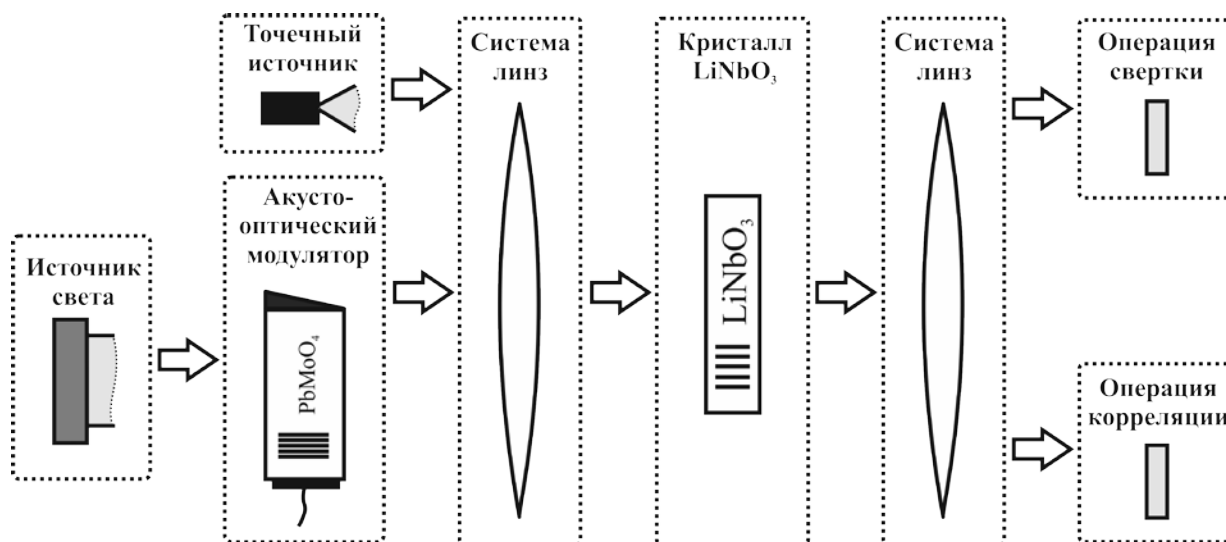 Точечный
источник
Система
линз
Кристалл
LiNbO₃
Система
линз
Операция
свертки
Акусто-
оптический
модулятор
Источник
света
PbMoO₄
LiNbO₃
Операция
корреляции